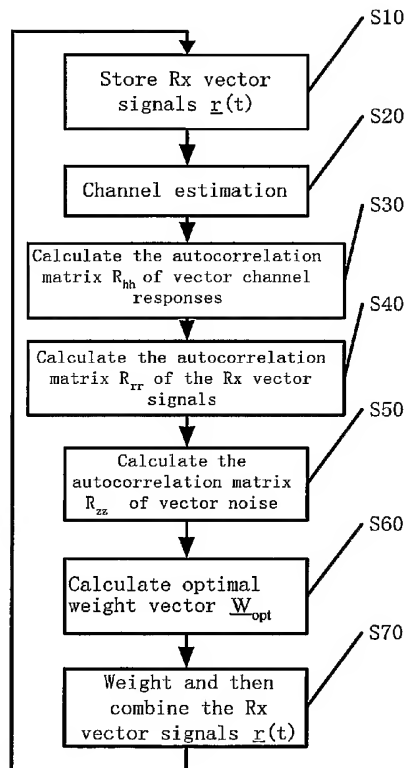 S10
Store Rx vector
signals r(t)
S20
Channel estimation
S30
Calculate the autocorrelation
matrix Rhh of vector channel
responses
S40
Calculate the autocorrelation
matrix Rrr of the Rx vector
signals
S50
Calculate the
autocorrelation matrix
Rzz of vector noise
S60
Calculate optimal
weight vector Wopt
S70
Weight and then
combine the Rx
vector signals r(t)